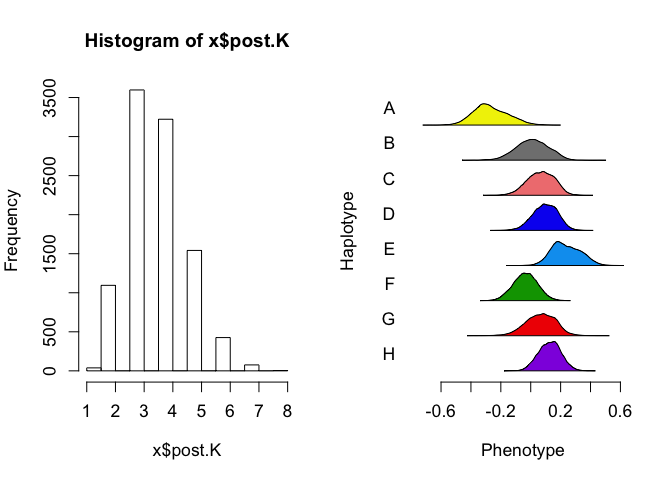 Histogram of x$post.K
Frequency
0
500
1500
2500
3500
1 2 3 4 5 6 7 8
x$post.K
Haplotype
A
B
C
D
E
F
G
H
-0.6 -0.2 0.2 0.6
Phenotype